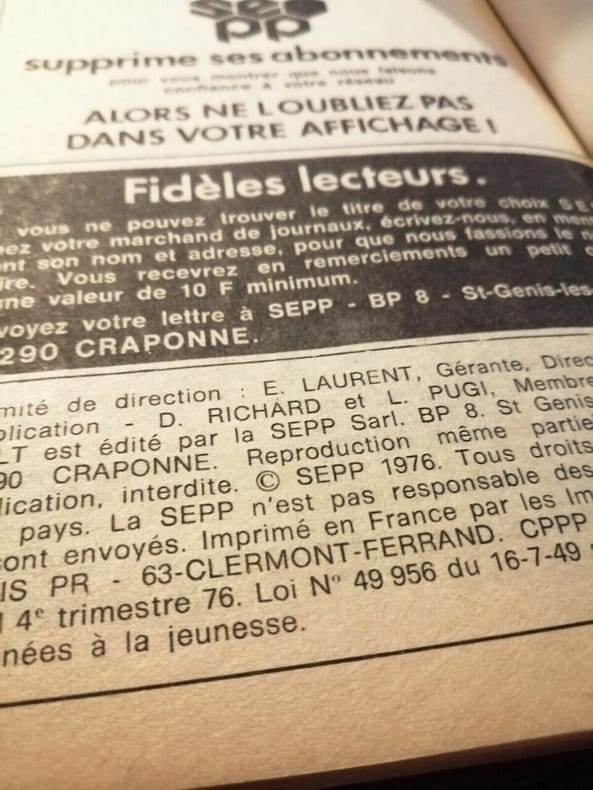 sepp
supprime ses abonnements
pour vous montrer que nous faisons
confiance à votre réseau
ALORS NE L OUBLIEZ PAS
DANS VOTRE AFFICHAGE !
Fidèles lecteurs.
vous ne pouvez trouver le titre de votre choix SE
ez votre marchand de journaux, écrivez-nous, en men
nt son nom et adresse, pour que nous fassions le n
ire. Vous recevrez en remerciements un petit c
ne valeur de 10 F minimum.
voyez votre lettre à SEPP - BP 8 - St-Genis-les-
290 CRAPONNE.
mité de direction : E. LAURENT, Gérante, Direc
blication - D. RICHARD et L. PUGI, Membre
LT est édité par la SEPP Sarl. BP 8. St Genis
90 CRAPONNE. Reproduction même partie
lication, interdite. © SEPP 1976. Tous droits
pays. La SEPP n'est pas responsable des
ont envoyés. Imprimé en France par les Im
IS PR - 63-CLERMONT-FERRAND. CPPP
l 4e trimestre 76. Loi N° 49 956 du 16-7-49
nées à la jeunesse.